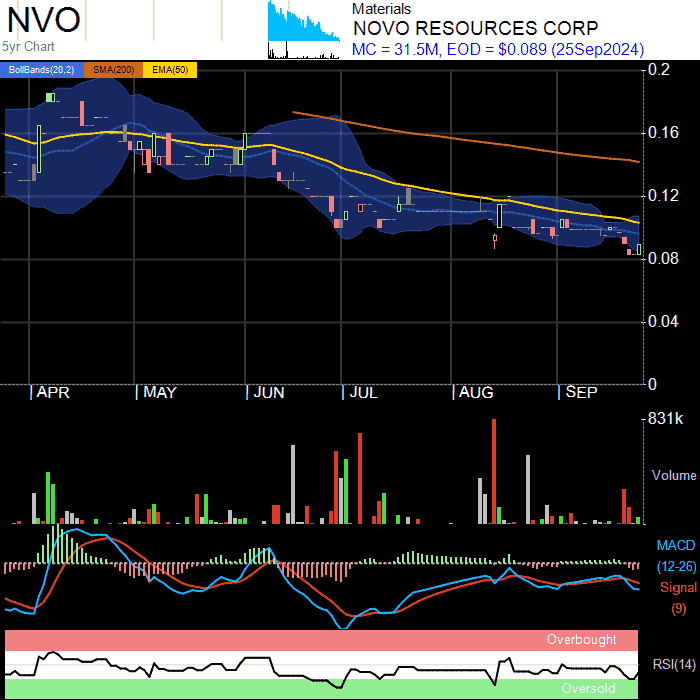 NVO
5yr Chart
Materials
NOVO RESOURCES CORP
MC = 31.5M, EOD = $0.089 (25Sep2024)
BollBands(20,2) SMA(200) EMA(50)
0.2
0.16
0.12
0.08
0.04
0
APR MAY JUN JUL AUG SEP
831k
Volume
MACD
(12-26)
Signal
(9)
Overbought
RSI(14)
Oversold